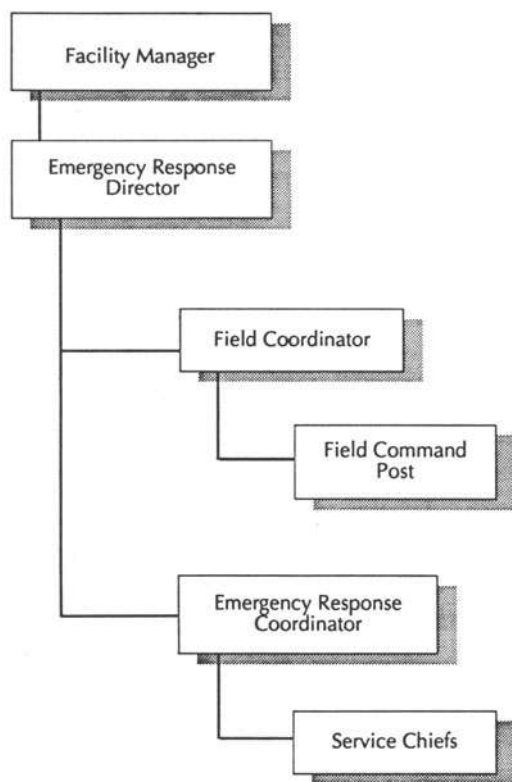 Facility Manager
Emergency Response
Director
Field Coordinator
Field Command
Post
Emergency Response
Coordinator
Service Chiefs